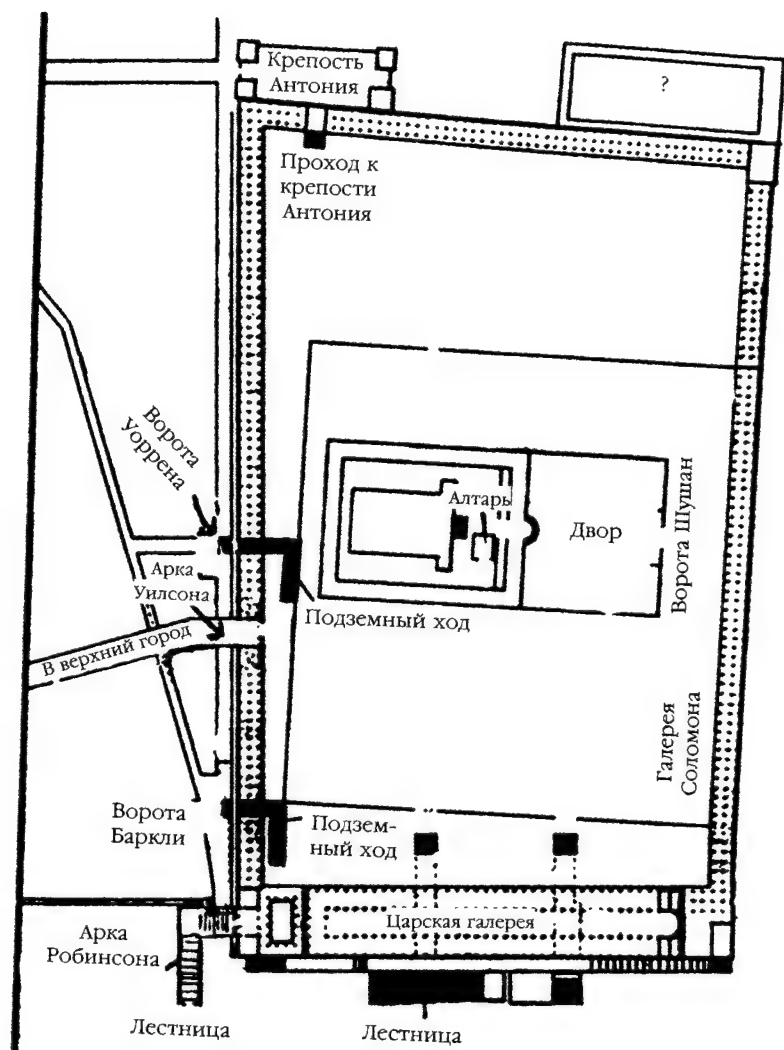 Крепость
Антония
?
Проход к
крепости
Антония
Ворота
Уоррена
Алтарь
Двор
Ворота Шушан
Арка
Уилсона
Подземный ход
В верхний город
Галерея
Соломона
Ворота
Баркли
Подзем-
ный ход
Царская галерея
Арка
Робинсона
Лестница
Лестница